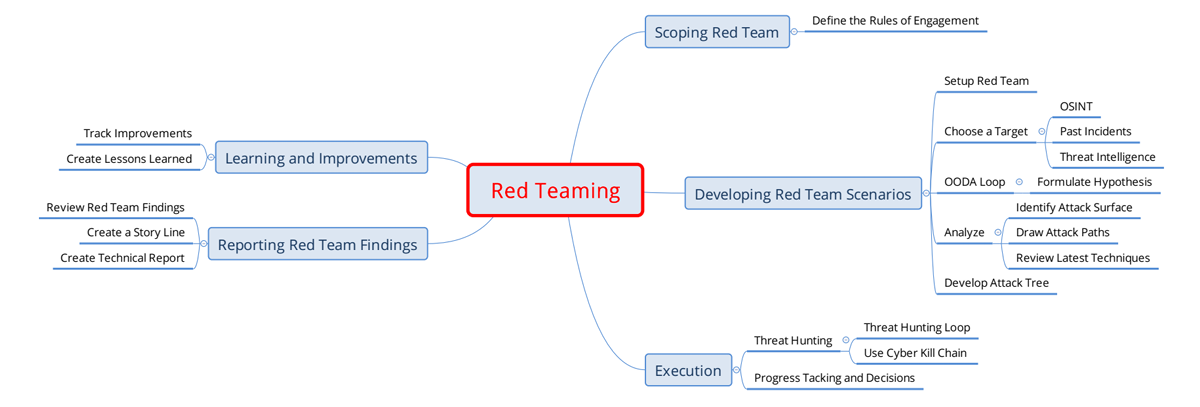 Red Teaming
Scoping Red Team
Define the Rules of Engagement
Developing Red Team Scenarios
Setup Red Team
Choose a Target
OSINT
Past Incidents
Threat Intelligence
OODA Loop
Formulate Hypothesis
Analyze
Identify Attack Surface
Draw Attack Paths
Review Latest Techniques
Develop Attack Tree
Execution
Threat Hunting
Threat Hunting Loop
Use Cyber Kill Chain
Progress Tacking and Decisions
Learning and Improvements
Track Improvements
Create Lessons Learned
Reporting Red Team Findings
Review Red Team Findings
Create a Story Line
Create Technical Report